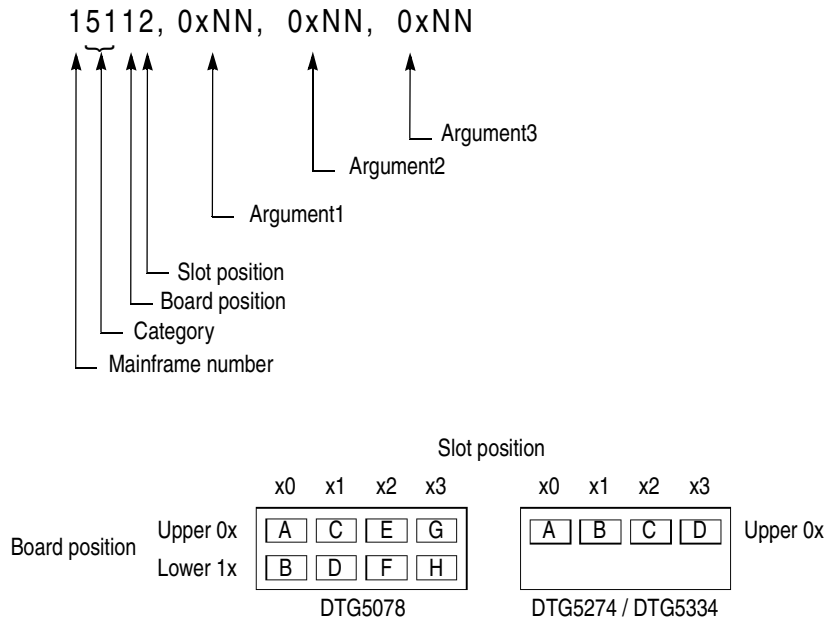 15112, 0xNN, 0xNN, 0xNN
Argument3
Argument2
Argument1
Slot position
Board position
Category
Mainframe number
Slot position
x0 x1 x2 x3 x0 x1 x2 x3
Board position Upper 0x A C E G A B C D Upper 0x
Lower 1x B D F H
DTG5078 DTG5274 / DTG5334